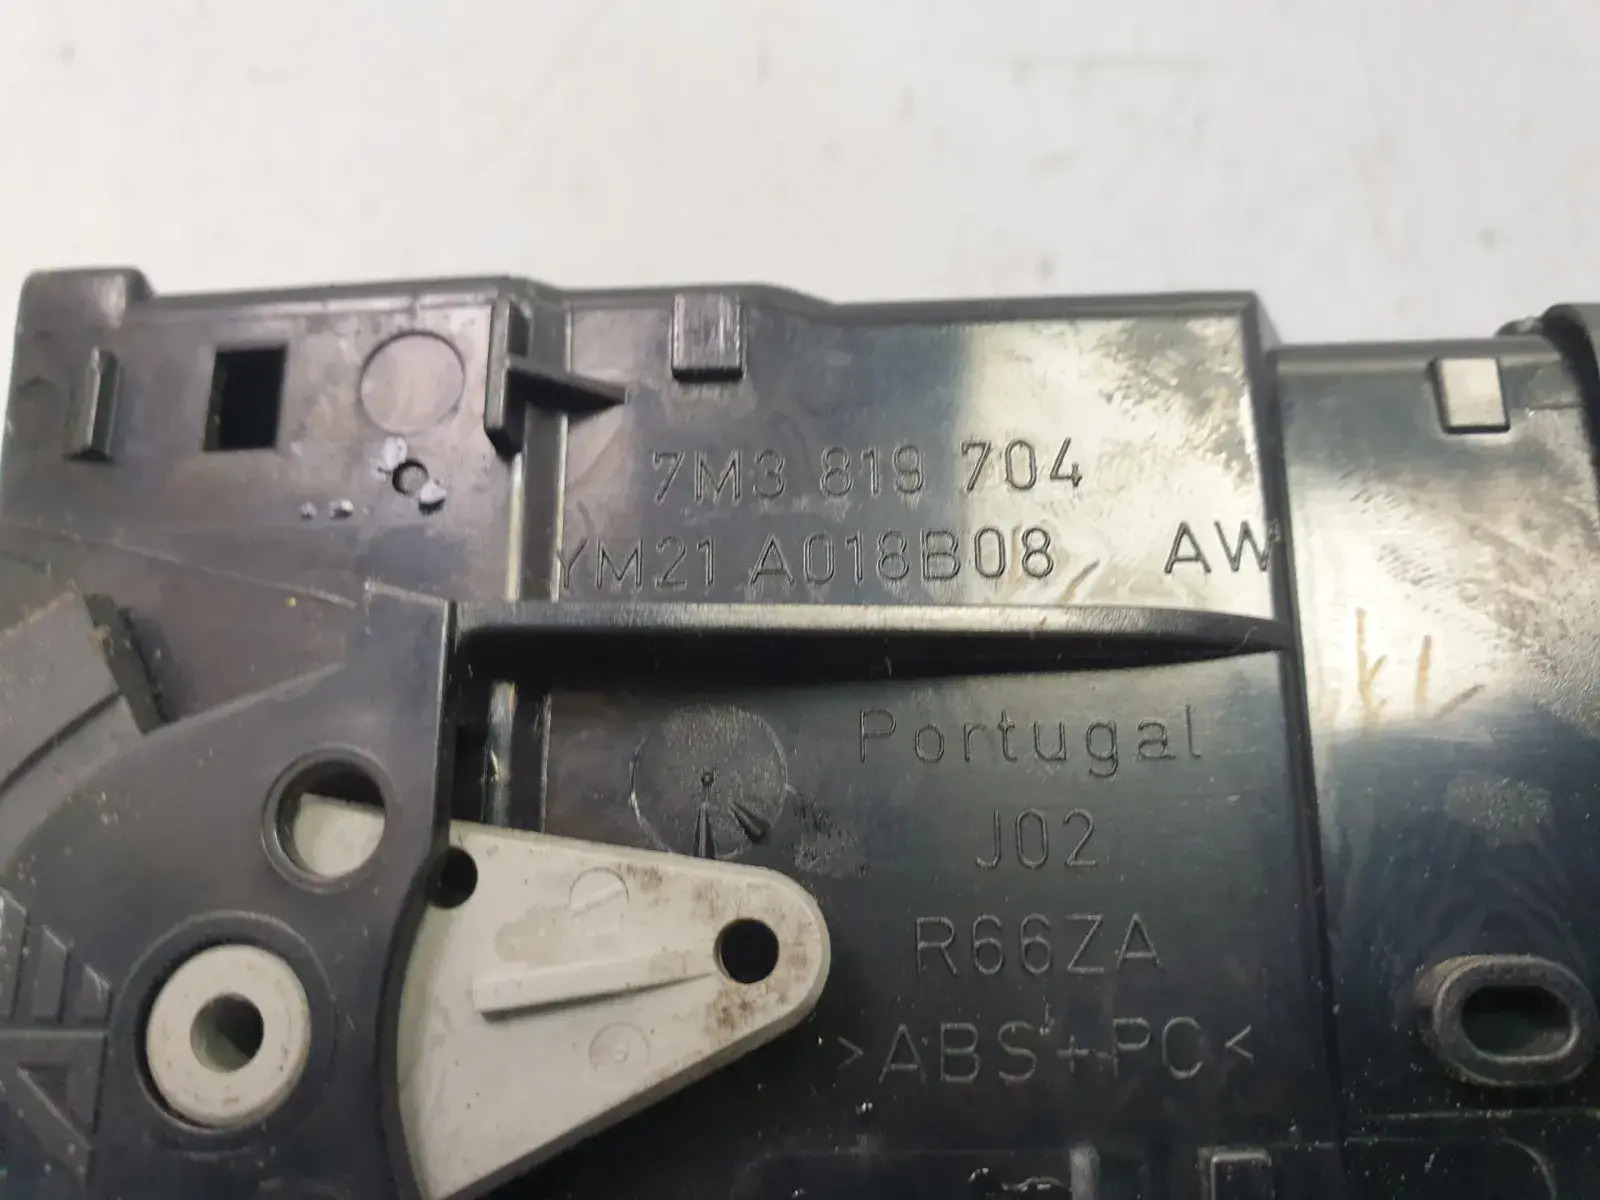 7M3 819 704
YM21 A018B08 AW
Portugal
J02
R66ZA
>ABS+PC<